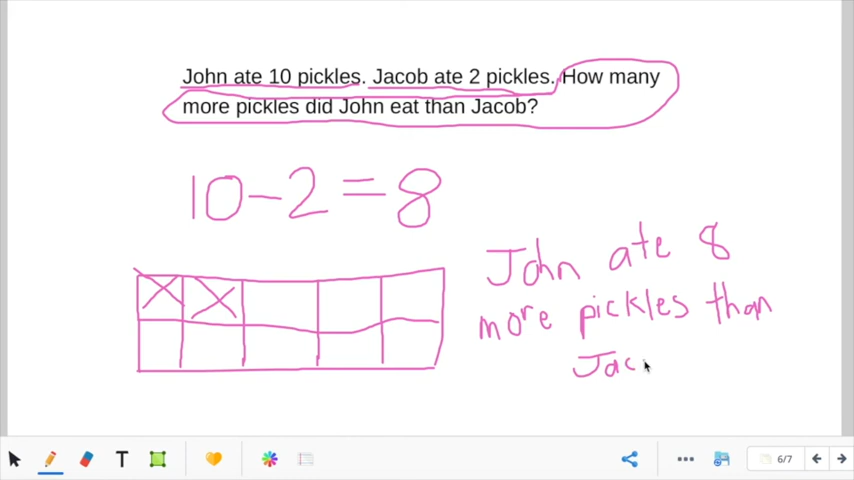 John ate 10 pickles. Jacob ate 2 pickles. How many
more pickles did John eat than Jacob?
10-2=8
John ate 8
more pickles than
Jac
T
6/7